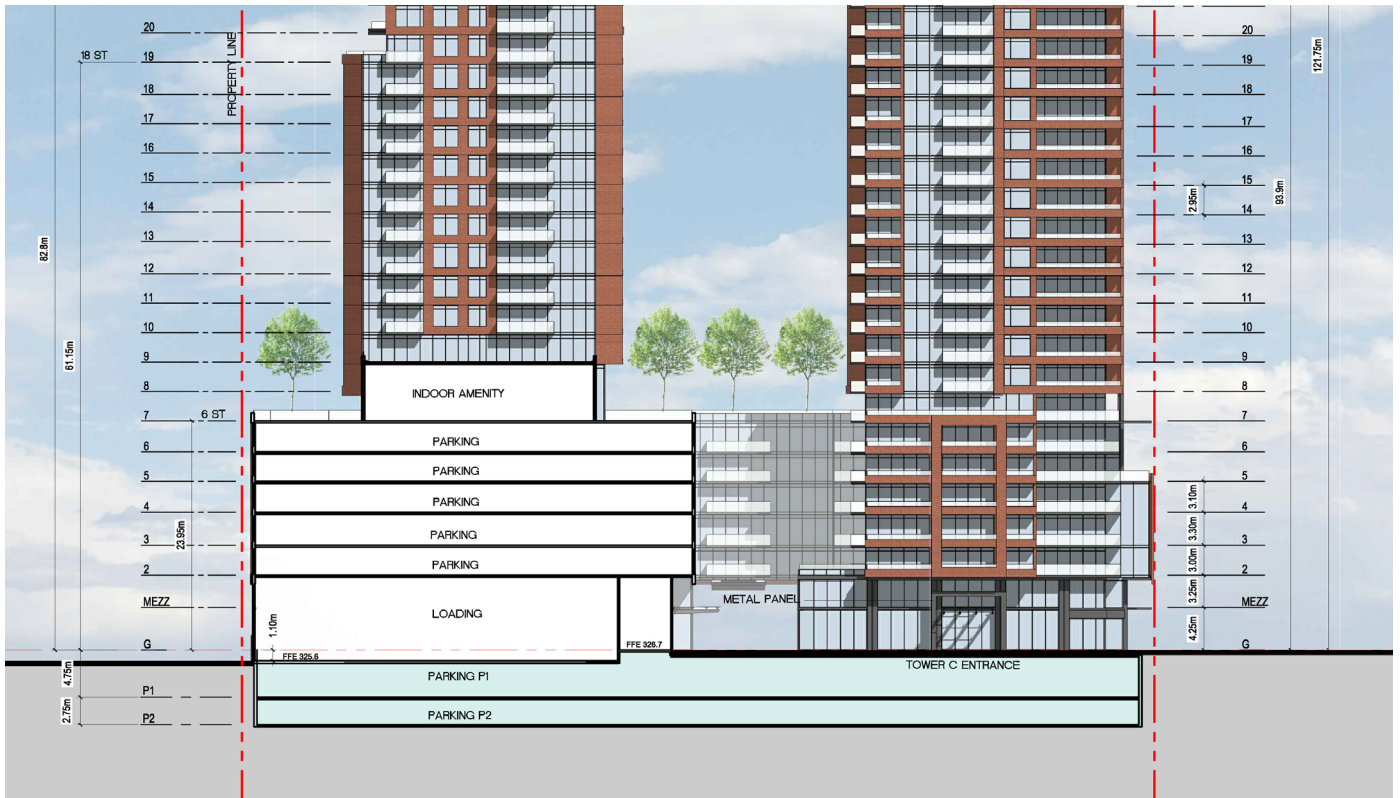 20
18 ST
19
PROPERTY LINE
18
17
16
15
14
13
12
11
10
9
8
7
6 ST
6
5
4
3
2
MEZZ
G
P1
P2
82.8m
61.15m
23.95m
4.75m
2.75m
1.10m
INDOOR AMENITY
PARKING
PARKING
PARKING
PARKING
PARKING
LOADING
FFE 325.6
FFE 326.7
PARKING P1
PARKING P2
METAL PANEL
TOWER C ENTRANCE
20
19
18
17
16
15
14
13
12
11
10
9
8
7
6
5
4
3
2
MEZZ
G
2.95m
3.10m
3.30m
3.00m
3.25m
4.25m
93.9m
121.75m